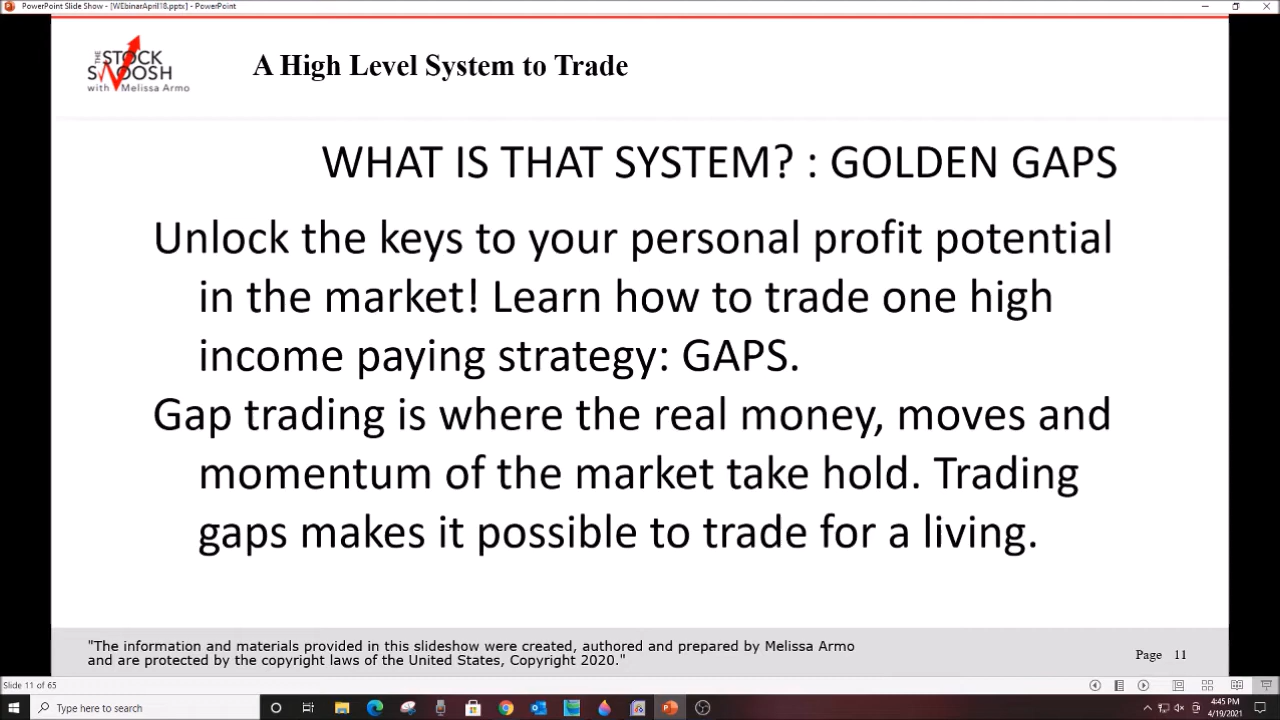 PowerPoint Slide Show - [WEbinarApril18.pptx] - PowerPoint
THE
STOCK
SWOOSH
with Melissa Armo
A High Level System to Trade
WHAT IS THAT SYSTEM? : GOLDEN GAPS
Unlock the keys to your personal profit potential
in the market! Learn how to trade one high
income paying strategy: GAPS.
Gap trading is where the real money, moves and
momentum of the market take hold. Trading
gaps makes it possible to trade for a living.
"The information and materials provided in this slideshow were created, authored and prepared by Melissa Armo
and are protected by the copyright laws of the United States, Copyright 2020."
Page 11
Slide 11 of 65
Type here to search
4:45 PM
4/19/2021